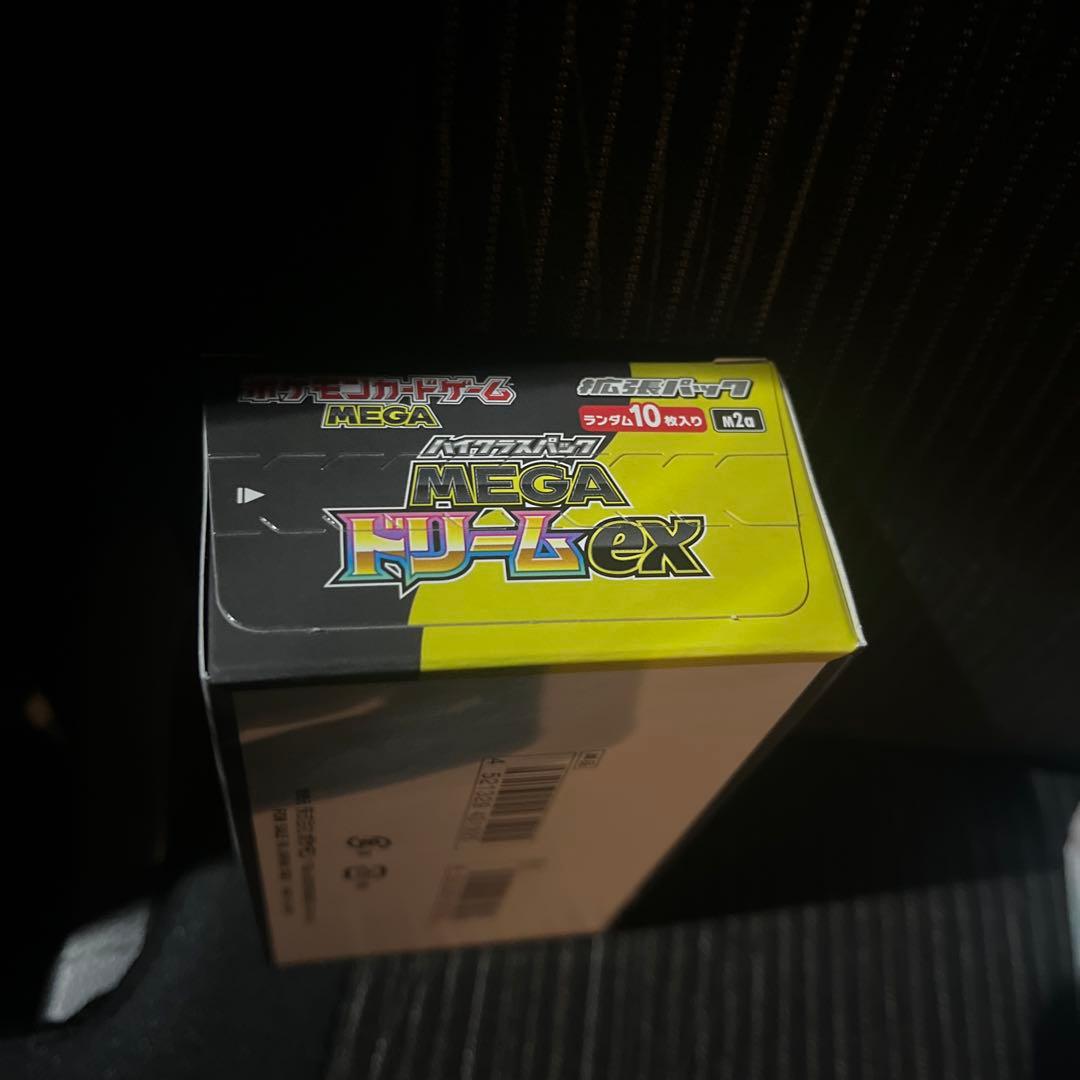 ポケモンカードゲーム
MEGA
拡張パック
ランダム10枚入り
M2a
ハイクラスパック
MEGA
ドリームex